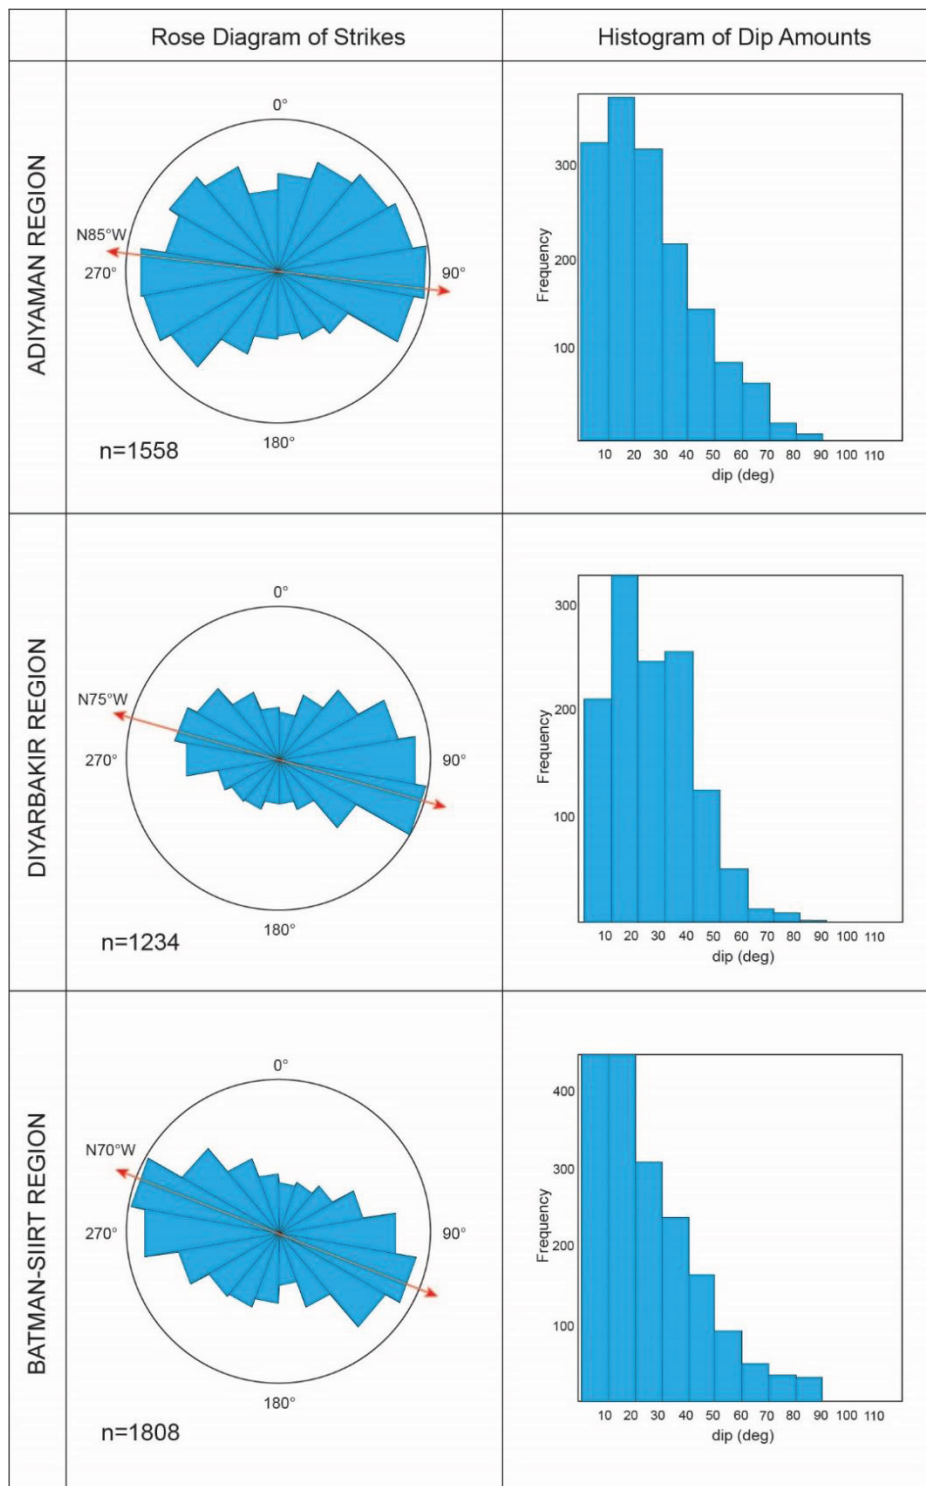 Rose Diagram of Strikes
Histogram of Dip Amounts
ADIYAMAN REGION
0°
N85°W
270°
90°
180°
n=1558
Frequency
300
200
100
10 20 30 40 50 60 70 80 90 100 110
dip (deg)
DIYARBAKIR REGION
0°
N75°W
270°
90°
180°
n=1234
Frequency
300
200
100
10 20 30 40 50 60 70 80 90 100 110
dip (deg)
BATMAN-SIIRT REGION
0°
N70°W
270°
90°
180°
n=1808
Frequency
400
300
200
100
10 20 30 40 50 60 70 80 90 100 110
dip (deg)